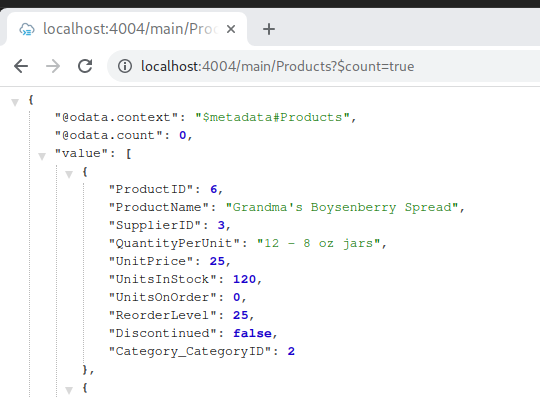 localhost:4004/main/Proc
localhost:4004/main/Products?$count=true
{
"@odata.context": "$metadata#Products",
"@odata.count": 0,
"value": [
{
"ProductID": 6,
"ProductName": "Grandma's Boysenberry Spread",
"SupplierID": 3,
"QuantityPerUnit": "12 - 8 oz jars",
"UnitPrice": 25,
"UnitsInStock": 120,
"UnitsOnOrder": 0,
"ReorderLevel": 25,
"Discontinued": false,
"Category_CategoryID": 2
},
{